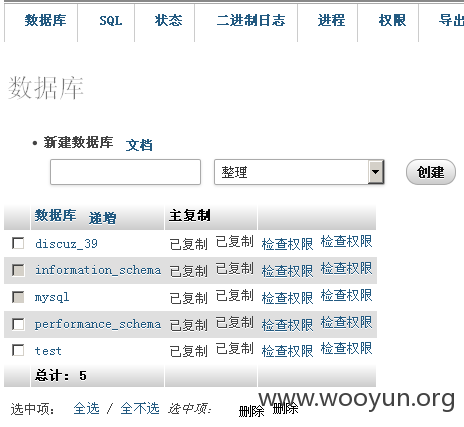 数据库 SQL 状态 二进制日志 进程 权限 导出
数据库
• 新建数据库 文档
整理 创建
数据库 递增 主复制
discuz_39 已复制 已复制 检查权限 检查权限
information_schema 已复制 已复制 检查权限 检查权限
mysql 已复制 已复制 检查权限 检查权限
performance_schema 已复制 已复制 检查权限 检查权限
test 已复制 已复制 检查权限 检查权限
总计: 5
选中项: 全选 / 全不选 选中项: 删除 删除
www.wooyun.org